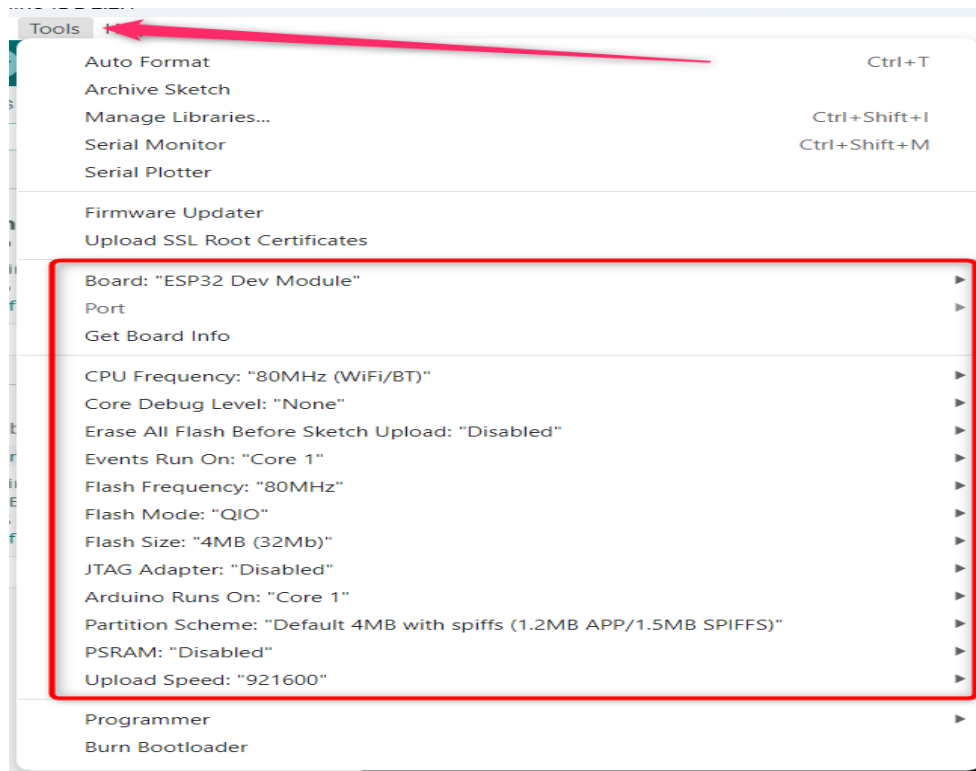 Tools
Auto Format Ctrl+T
Archive Sketch
Manage Libraries... Ctrl+Shift+I
Serial Monitor Ctrl+Shift+M
Serial Plotter
Firmware Updater
Upload SSL Root Certificates
Board: "ESP32 Dev Module"
Port
Get Board Info
CPU Frequency: "80MHz (WiFi/BT)"
Core Debug Level: "None"
Erase All Flash Before Sketch Upload: "Disabled"
Events Run On: "Core 1"
Flash Frequency: "80MHz"
Flash Mode: "QIO"
Flash Size: "4MB (32Mb)"
JTAG Adapter: "Disabled"
Arduino Runs On: "Core 1"
Partition Scheme: "Default 4MB with spiffs (1.2MB APP/1.5MB SPIFFS)"
PSRAM: "Disabled"
Upload Speed: "921600"
Programmer
Burn Bootloader